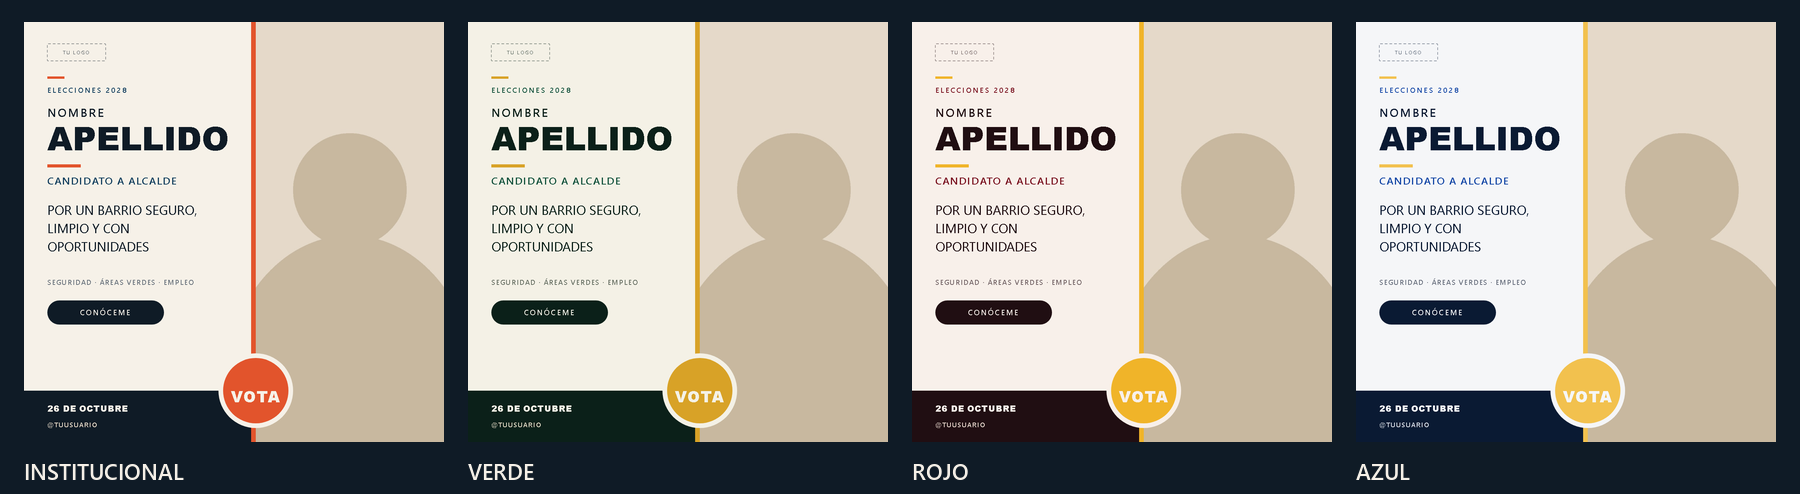 TU LOGO
ELECCIONES 2028
NOMBRE
APELLIDO
CANDIDATO A ALCALDE
POR UN BARRIO SEGURO,
LIMPIO Y CON
OPORTUNIDADES
SEGURIDAD · ÁREAS VERDES · EMPLEO
CONÓCEME
VOTA
26 DE OCTUBRE
@TUUSUARIO
INSTITUCIONAL
TU LOGO
ELECCIONES 2028
NOMBRE
APELLIDO
CANDIDATO A ALCALDE
POR UN BARRIO SEGURO,
LIMPIO Y CON
OPORTUNIDADES
SEGURIDAD · ÁREAS VERDES · EMPLEO
CONÓCEME
VOTA
26 DE OCTUBRE
@TUUSUARIO
VERDE
TU LOGO
ELECCIONES 2028
NOMBRE
APELLIDO
CANDIDATO A ALCALDE
POR UN BARRIO SEGURO,
LIMPIO Y CON
OPORTUNIDADES
SEGURIDAD · ÁREAS VERDES · EMPLEO
CONÓCEME
VOTA
26 DE OCTUBRE
@TUUSUARIO
ROJO
TU LOGO
ELECCIONES 2028
NOMBRE
APELLIDO
CANDIDATO A ALCALDE
POR UN BARRIO SEGURO,
LIMPIO Y CON
OPORTUNIDADES
SEGURIDAD · ÁREAS VERDES · EMPLEO
CONÓCEME
VOTA
26 DE OCTUBRE
@TUUSUARIO
AZUL